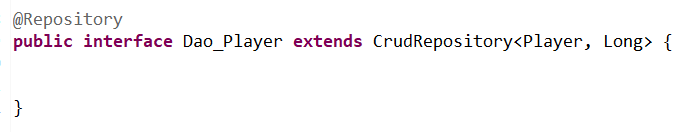 @Repository
public interface Dao_Player extends CrudRepository<Player, Long> {
}